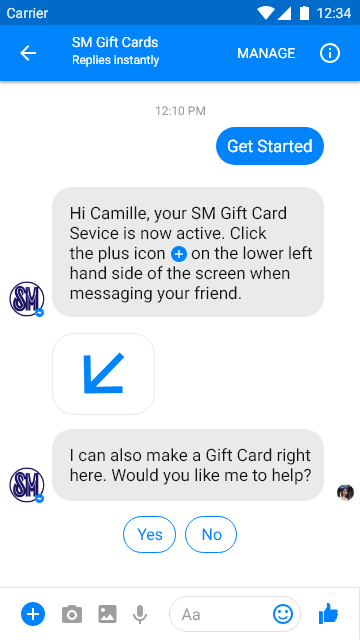 Carrier 12:34
SM Gift Cards
Replies instantly
MANAGE
12:10 PM
Get Started
Hi Camille, your SM Gift Card
Sevice is now active. Click
the plus icon on the lower left
hand side of the screen when
messaging your friend.
SM
I can also make a Gift Card right
here. Would you like me to help?
SM
Yes No
Aa